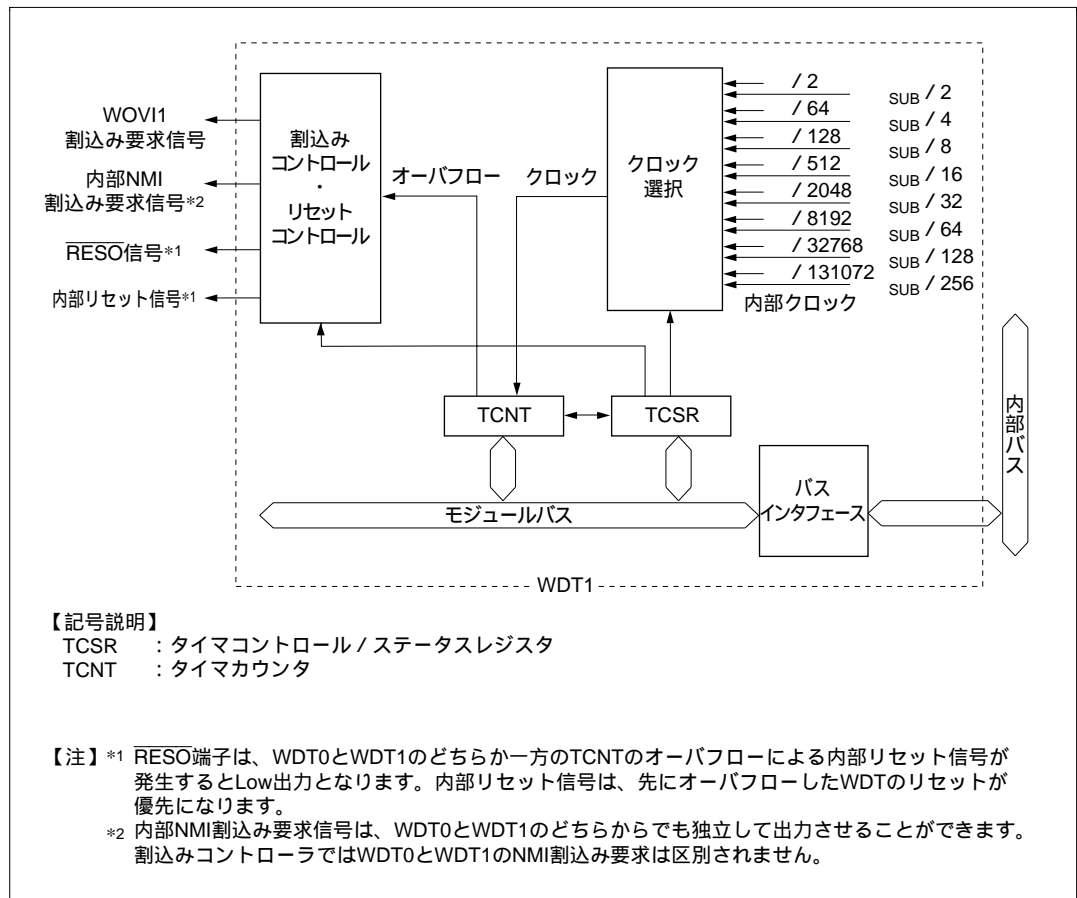 WOVI1
割込み要求信号
内部NMI
割込み要求信号*2
RESO信号*1
内部リセット信号*1
割込み
コントロール
・
リセット
コントロール
オーバフロー
クロック
クロック
選択
/ 2
/ 64
/ 128
/ 512
/ 2048
/ 8192
/ 32768
/ 131072
内部クロック
SUB / 2
SUB / 4
SUB / 8
SUB / 16
SUB / 32
SUB / 64
SUB / 128
SUB / 256
TCNT
TCSR
モジュールバス
バス
インタフェース
内部バス
WDT1
【記号説明】
TCSR : タイマコントロール / ステータスレジスタ
TCNT : タイマカウンタ
【注】*1 RESO端子は、WDT0とWDT1のどちらか一方のTCNTのオーバフローによる内部リセット信号が
発生するとLow出力となります。内部リセット信号は、先にオーバフローしたWDTのリセットが
優先になります。
*2 内部NMI割込み要求信号は、WDT0とWDT1のどちらからでも独立して出力させることができます。
割込みコントローラではWDT0とWDT1のNMI割込み要求は区別されません。